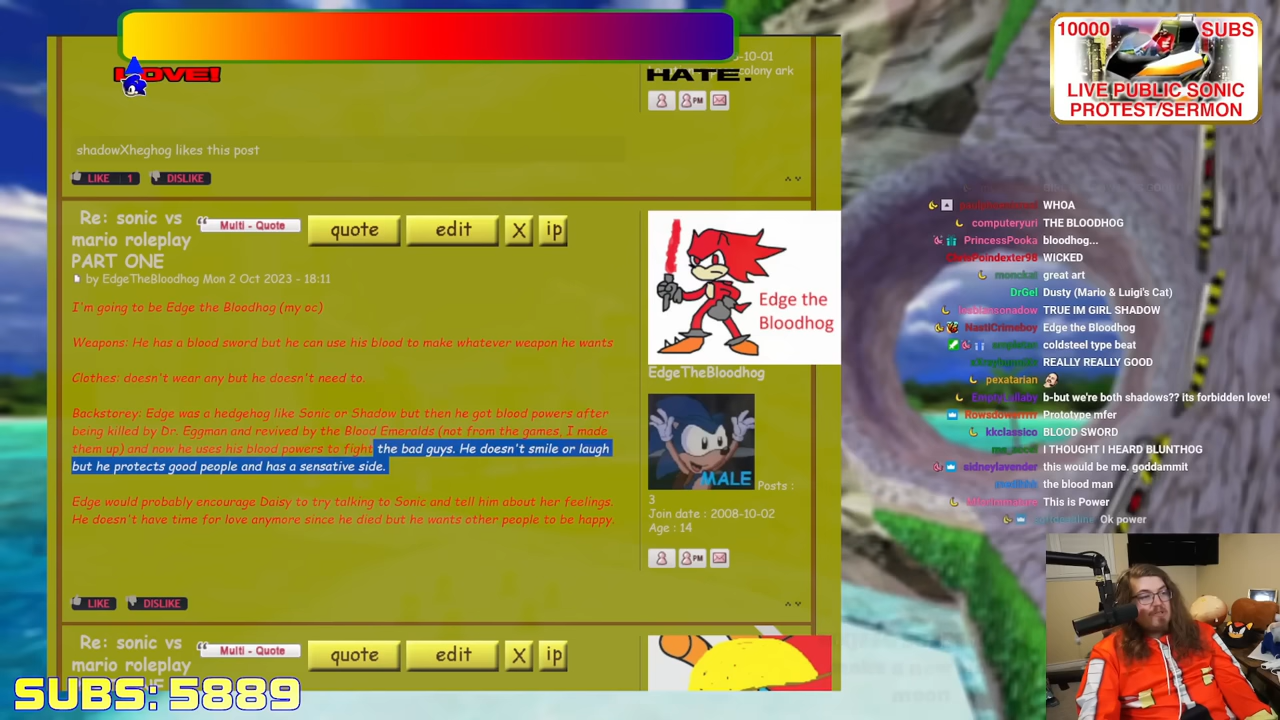 10000 SUBS
LIVE PUBLIC SONIC
PROTEST/SERMON
LOVE!
HATE.
-10-01
colony ark
PM
shadowXheghog likes this post
LIKE 1
DISLIKE
Re: sonic vs
mario roleplay
PART ONE
Multi - Quote
quote
edit
X
ip
by EdgeTheBloodhog Mon 2 Oct 2023 - 18:11
I'm going to be Edge the Bloodhog (my oc)
Weapons: He has a blood sword but he can use his blood to make whatever weapon he wants
Clothes: doesn't wear any but he doesn't need to.
Backstorey: Edge was a hedgehog like Sonic or Shadow but then he got blood powers after
being killed by Dr. Eggman and revived by the Blood Emeralds (not from the games, I made
them up) and now he uses his blood powers to fight the bad guys. He doesn't smile or laugh
but he protects good people and has a sensative side.
Edge would probably encourage Daisy to try talking to Sonic and tell him about her feelings.
He doesn't have time for love anymore since he died but he wants other people to be happy.
Edge the
Bloodhog
EdgeTheBloodhog
MALE
Posts :
3
Join date : 2008-10-02
Age : 14
PM
LIKE
DISLIKE
Re: sonic vs
mario roleplay
Multi - Quote
quote
edit
X
ip
SUBS: 5889
WHOA
computeryuri THE BLOODHOG
PrincessPooka bloodhog...
WICKED
monckat great art
DrGel Dusty (Mario & Luigi's Cat)
TRUE IM GIRL SHADOW
NastiCrimeboy Edge the Bloodhog
coldsteel type beat
REALLY REALLY GOOD
pexatarian
b-but we're both shadows?? its forbidden love!
Prototype mfer
kkclassico BLOOD SWORD
I THOUGHT I HEARD BLUNTHOG
sidneylavender this would be me. goddammit
the blood man
This is Power
Ok power